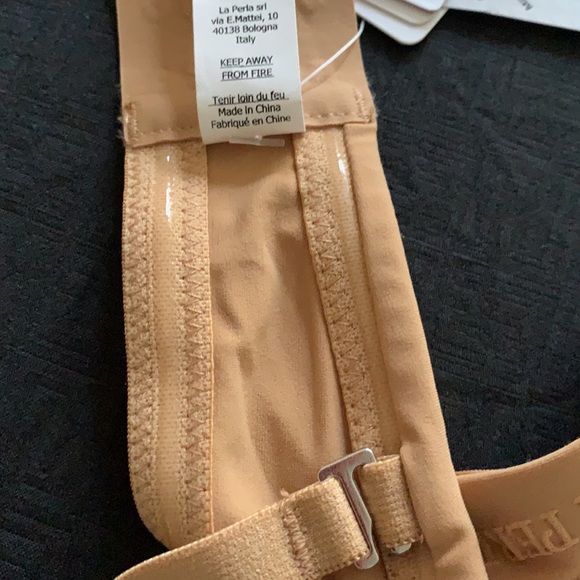 La Perla srl
via E.Mattei, 10
40138 Bologna
Italy
KEEP AWAY
FROM FIRE
Tenir loin du feu
Made in China
Fabriqué en Chine